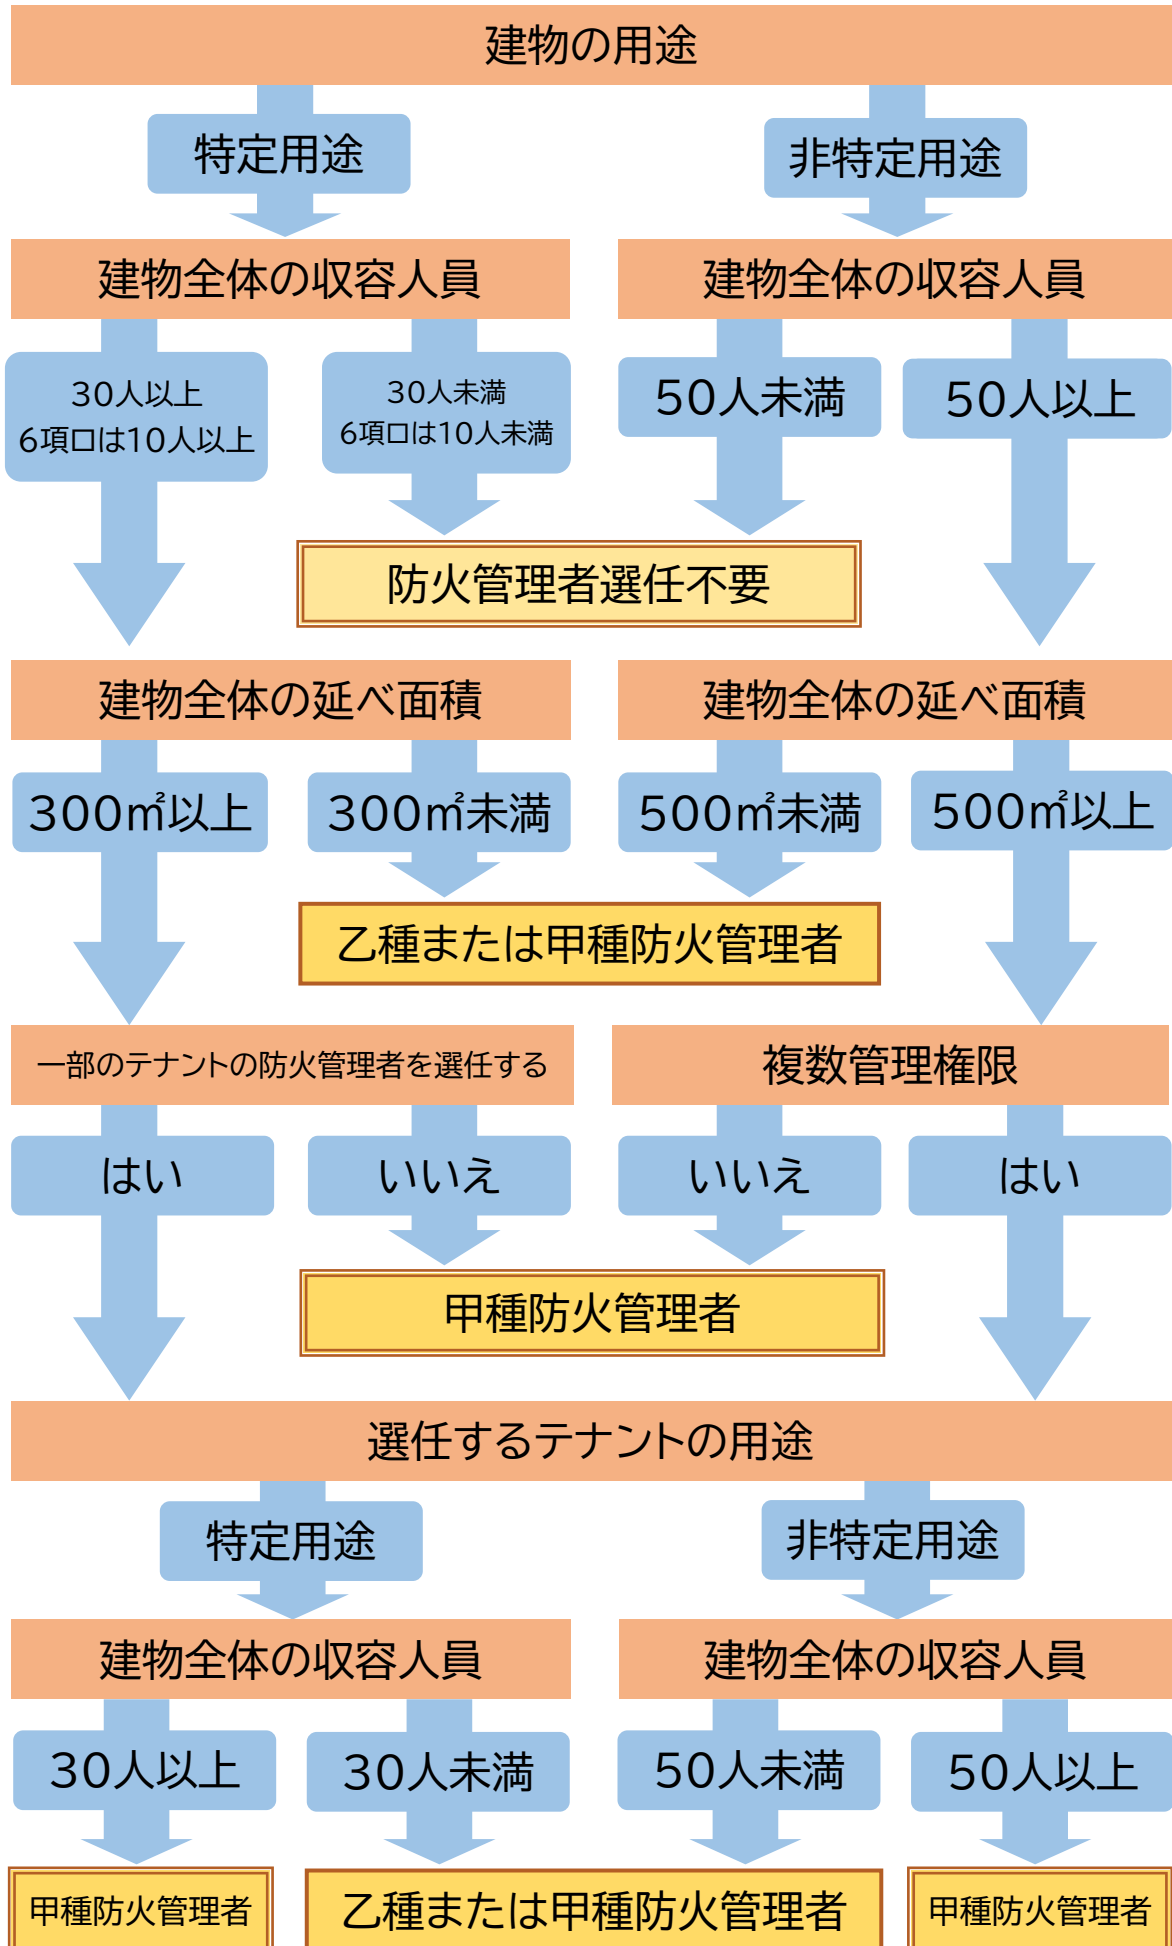 建物の用途
特定用途
非特定用途
建物全体の収容人員
建物全体の収容人員
30人以上
6項ロは10人以上
30人未満
6項ロは10人未満
50人未満
50人以上
防火管理者選任不要
建物全体の延べ面積
建物全体の延べ面積
300㎡以上
300㎡未満
500㎡未満
500㎡以上
乙種または甲種防火管理者
一部のテナントの防火管理者を選任する
複数管理権限
はい
いいえ
いいえ
はい
甲種防火管理者
選任するテナントの用途
特定用途
非特定用途
建物全体の収容人員
建物全体の収容人員
30人以上
30人未満
50人未満
50人以上
甲種防火管理者
乙種または甲種防火管理者
甲種防火管理者